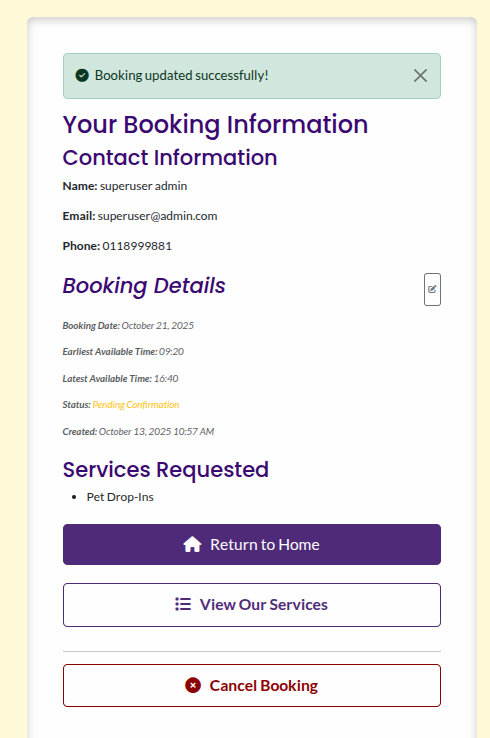 Booking updated successfully!
Your Booking Information
Contact Information
Name: superuser admin
Email: superuser@admin.com
Phone: 0118999881
Booking Details
Booking Date: October 21, 2025
Earliest Available Time: 09:20
Latest Available Time: 16:40
Status: Pending Confirmation
Created: October 13, 2025 10:57 AM
Services Requested
Pet Drop-Ins
Return to Home
View Our Services
Cancel Booking